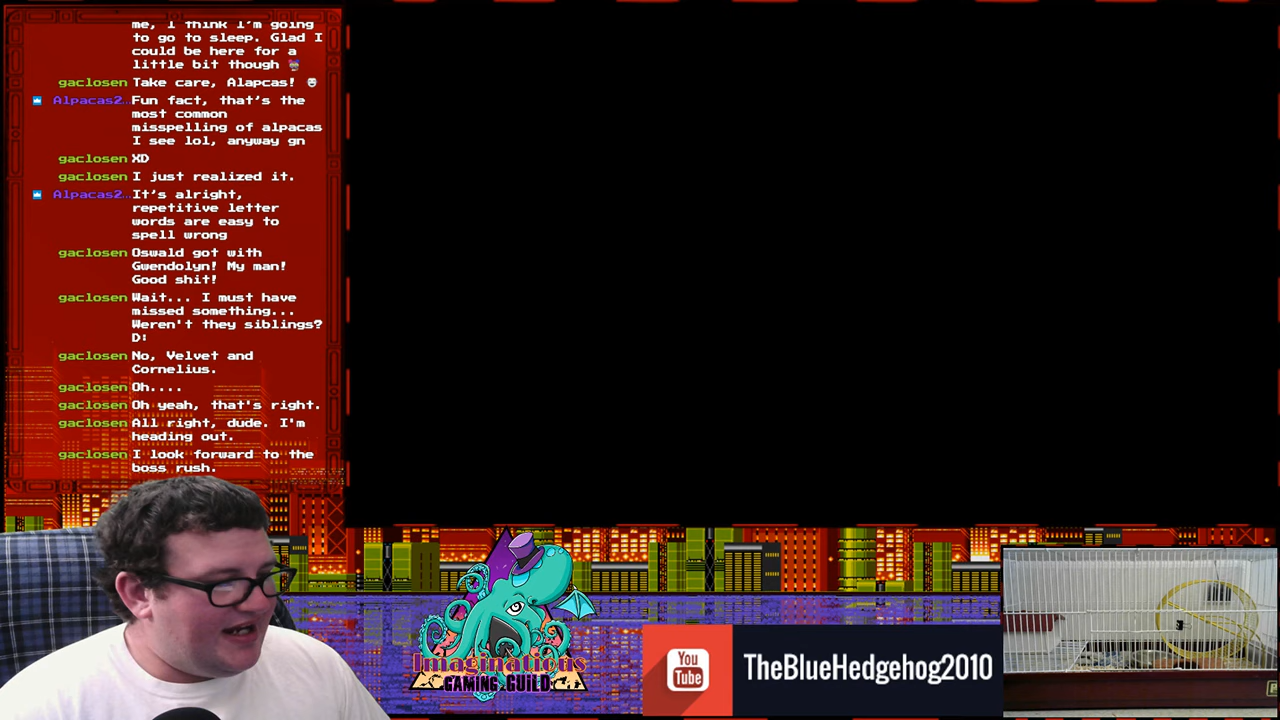 me, I think I'm going
to go to sleep. Glad I
could be here for a
little bit though
gaclosen Take care, Alapcas!
Alpacas2.. Fun fact, that's the
most common
misspelling of alpacas
I see lol, anyway gn
gaclosen XD
gaclosen I just realized it.
Alpacas2.. It's alright,
repetitive letter
words are easy to
spell wrong
gaclosen Oswald got with
Gwendolyn! My man!
Good shit!
gaclosen Wait... I must have
missed something...
Weren't they siblings?
D:
gaclosen No, Velvet and
Cornelius.
gaclosen Oh....
gaclosen Oh yeah, that's right.
gaclosen All right, dude. I'm
heading out.
gaclosen I look forward to the
boss rush.
Imaginatious
GAMING GUILD
You
Tube
TheBlueHedgehog2010